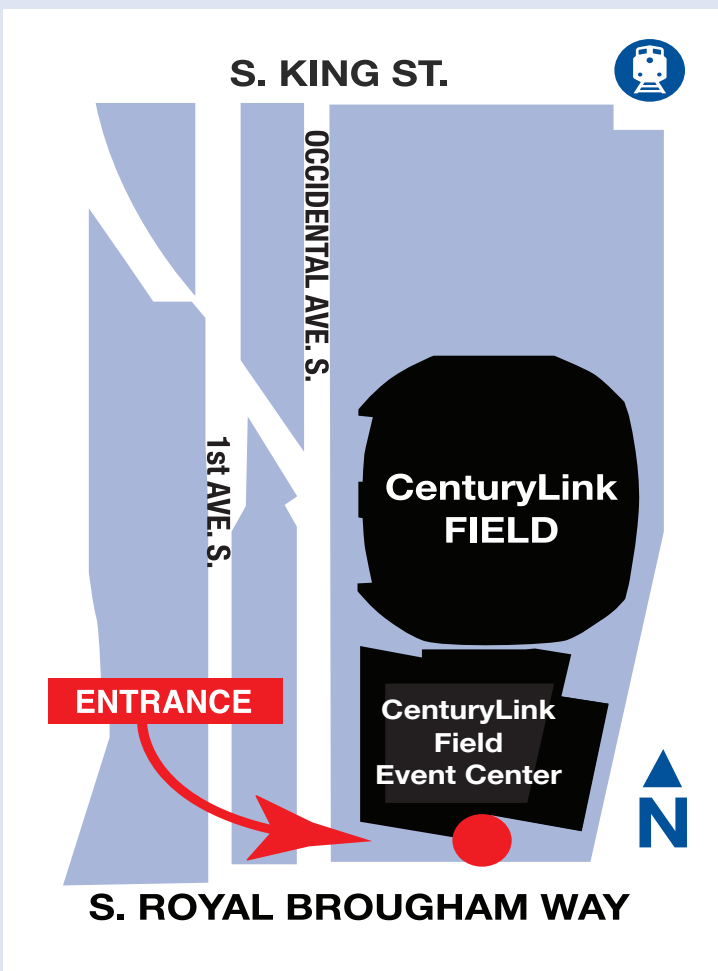 S. KING ST.
OCCIDENTAL AVE. S.
1st AVE. S.
CenturyLink
FIELD
ENTRANCE
CenturyLink
Field
Event Center
N
S. ROYAL BROUGHAM WAY